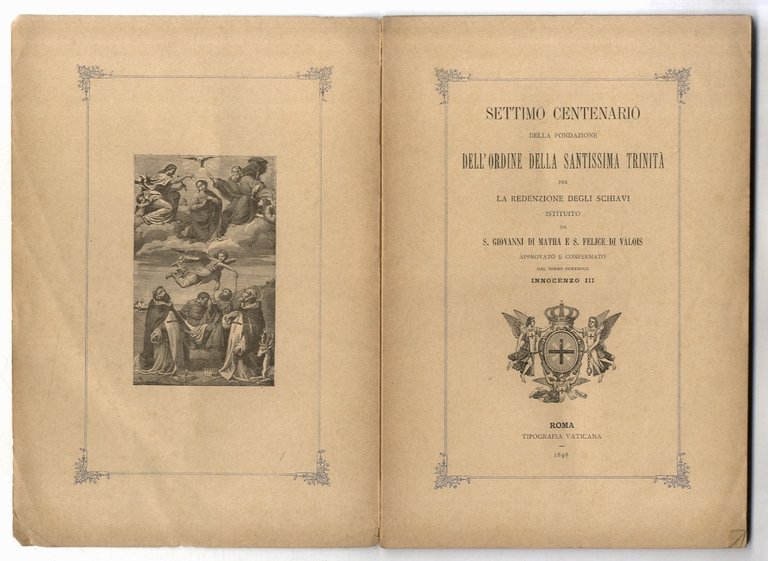 SETTIMO CENTENARIO
DELLA FONDAZIONE
DELL'ORDINE DELLA SANTISSIMA TRINITÀ
PER
LA REDENZIONE DEGLI SCHIAVI
ISTITUITO
DA
S. GIOVANNI DI MATHA E S. FELICE DI VALOIS
APPROVATO E CONFERMATO
DAL SOMMO PONTEFICE
INNOCENZO III
ROMA
TIPOGRAFIA VATICANA
1898